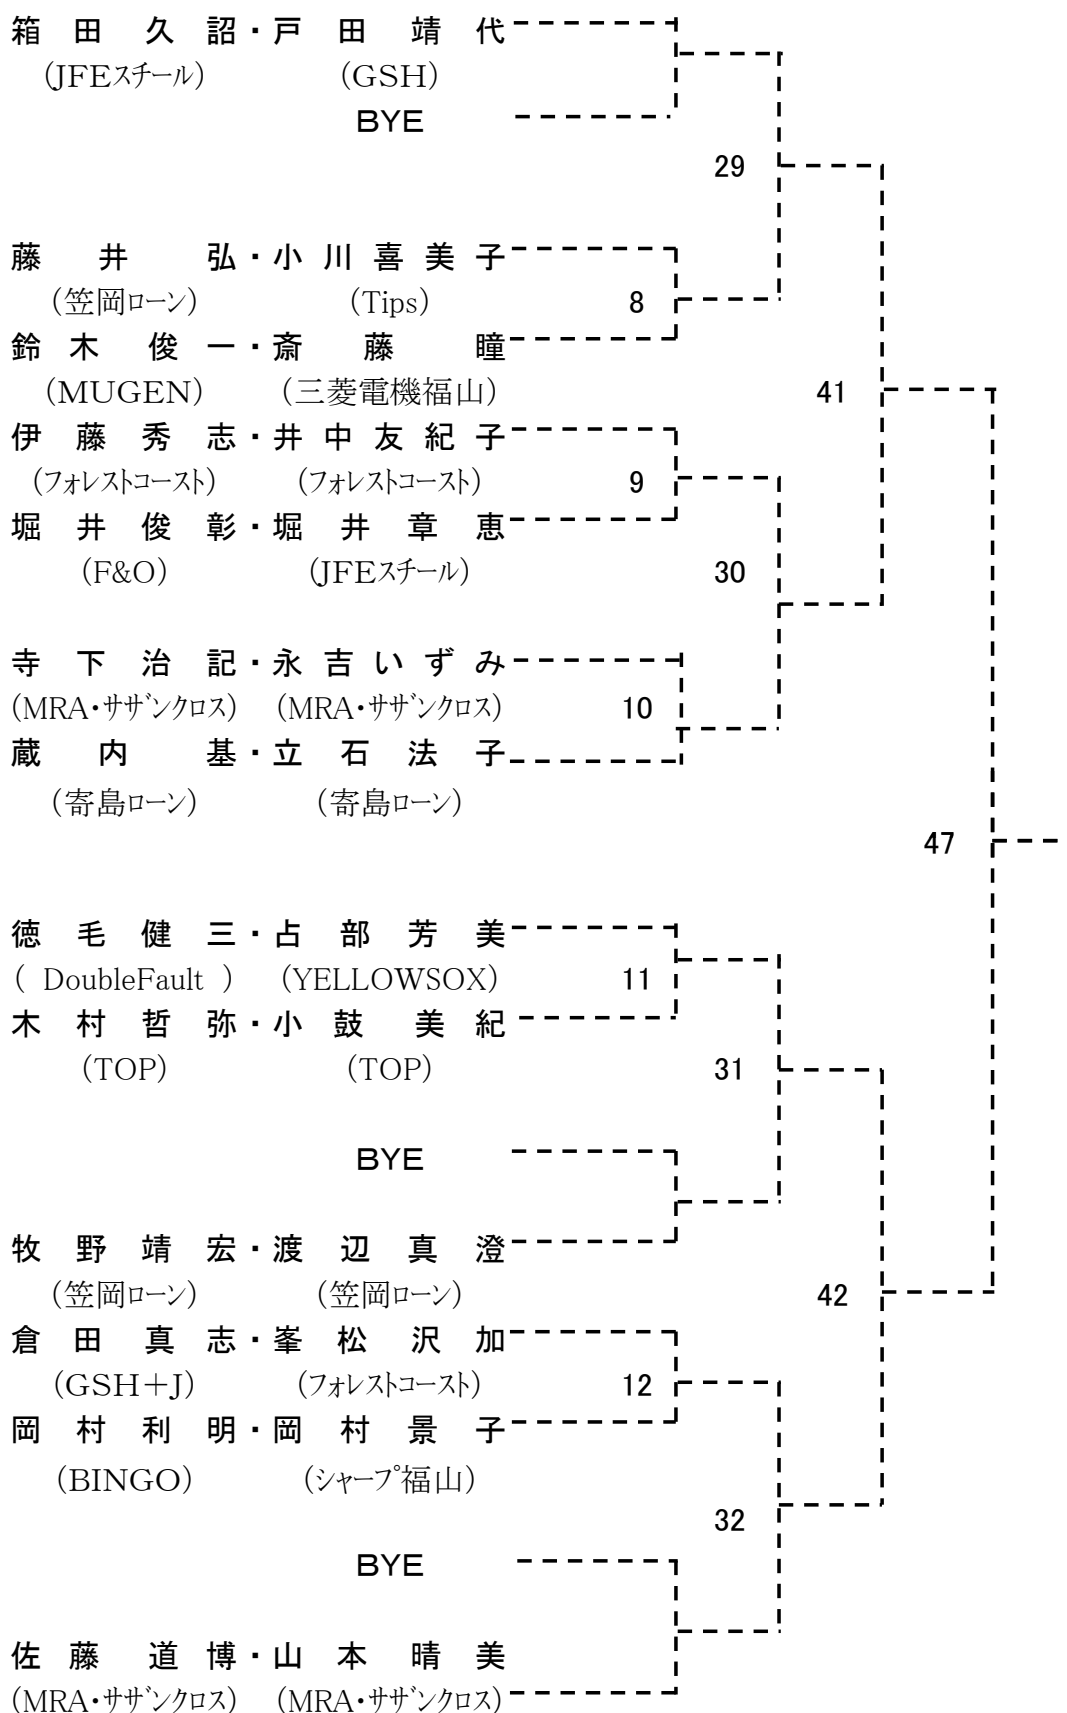 箱田久詔・戸田靖代
(JFEスチール) (GSH)
BYE
29
藤井弘・小川喜美子
(笠岡ローン) (Tips) 8
鈴木俊一・斎藤瞳
(MUGEN) (三菱電機福山) 41
伊藤秀志・井中友紀子
(フォレストコースト) (フォレストコースト) 9
堀井俊彰・堀井章恵
(F&O) (JFEスチール) 30
寺下治記・永吉いずみ
(MRA・サザンクロス) (MRA・サザンクロス) 10
蔵内基・立石法子
(寄島ローン) (寄島ローン)
47
徳毛健三・占部芳美
( DoubleFault ) (YELLOWSOX) 11
木村哲弥・小鼓美紀
(TOP) (TOP) 31
BYE
牧野靖宏・渡辺真澄
(笠岡ローン) (笠岡ローン) 42
倉田真志・峯松沢加
(GSH+J) (フォレストコースト) 12
岡村利明・岡村景子
(BINGO) (シャープ福山)
32
BYE
佐藤道博・山本晴美
(MRA・サザンクロス) (MRA・サザンクロス)